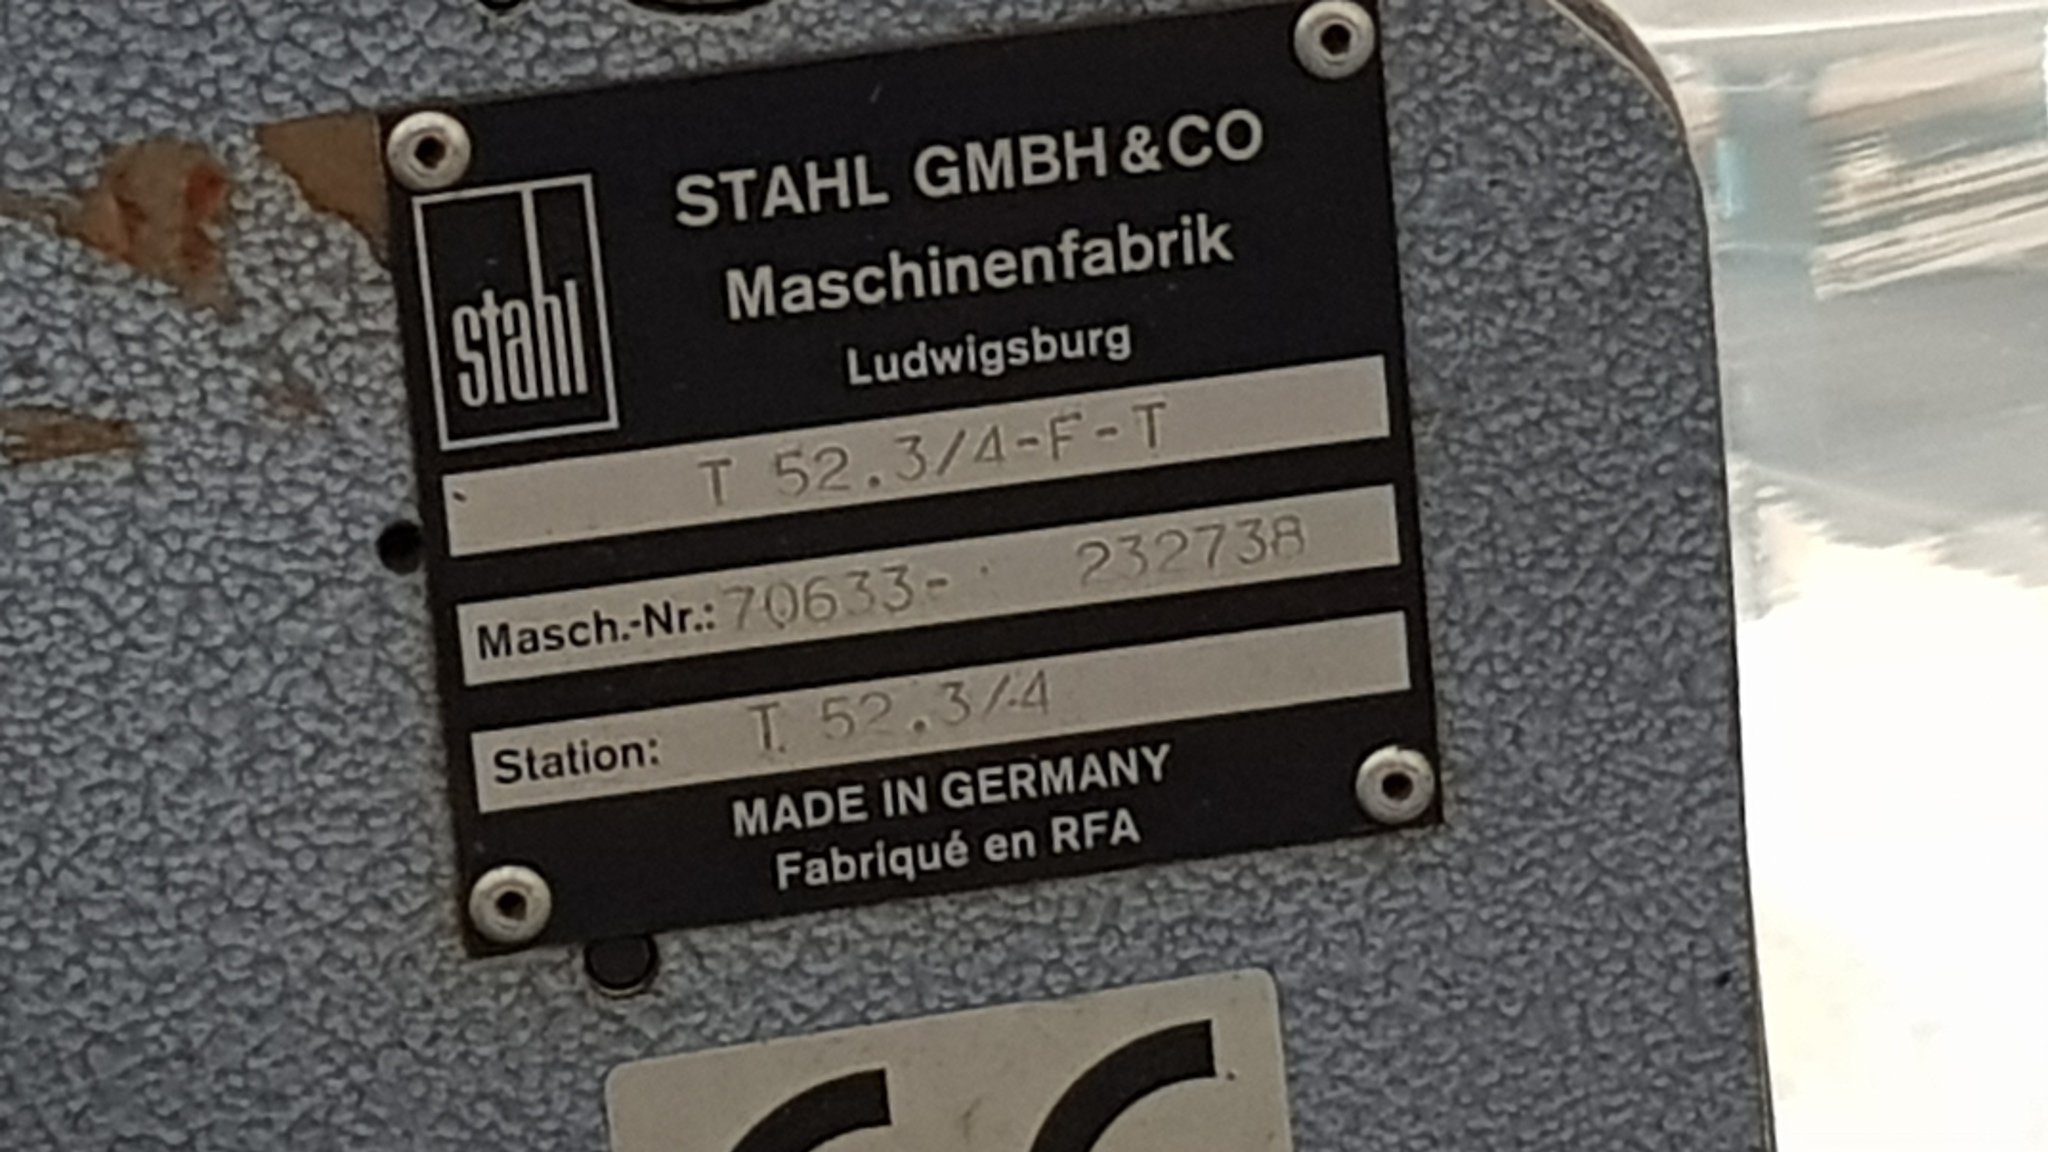 stahl
STAHL GMBH & CO
Maschinenfabrik
Ludwigsburg
T 52.3/4-F-T
Masch.-Nr.: 70633- 232738
Station: T 52.3/4
MADE IN GERMANY
Fabriqué en RFA
CE